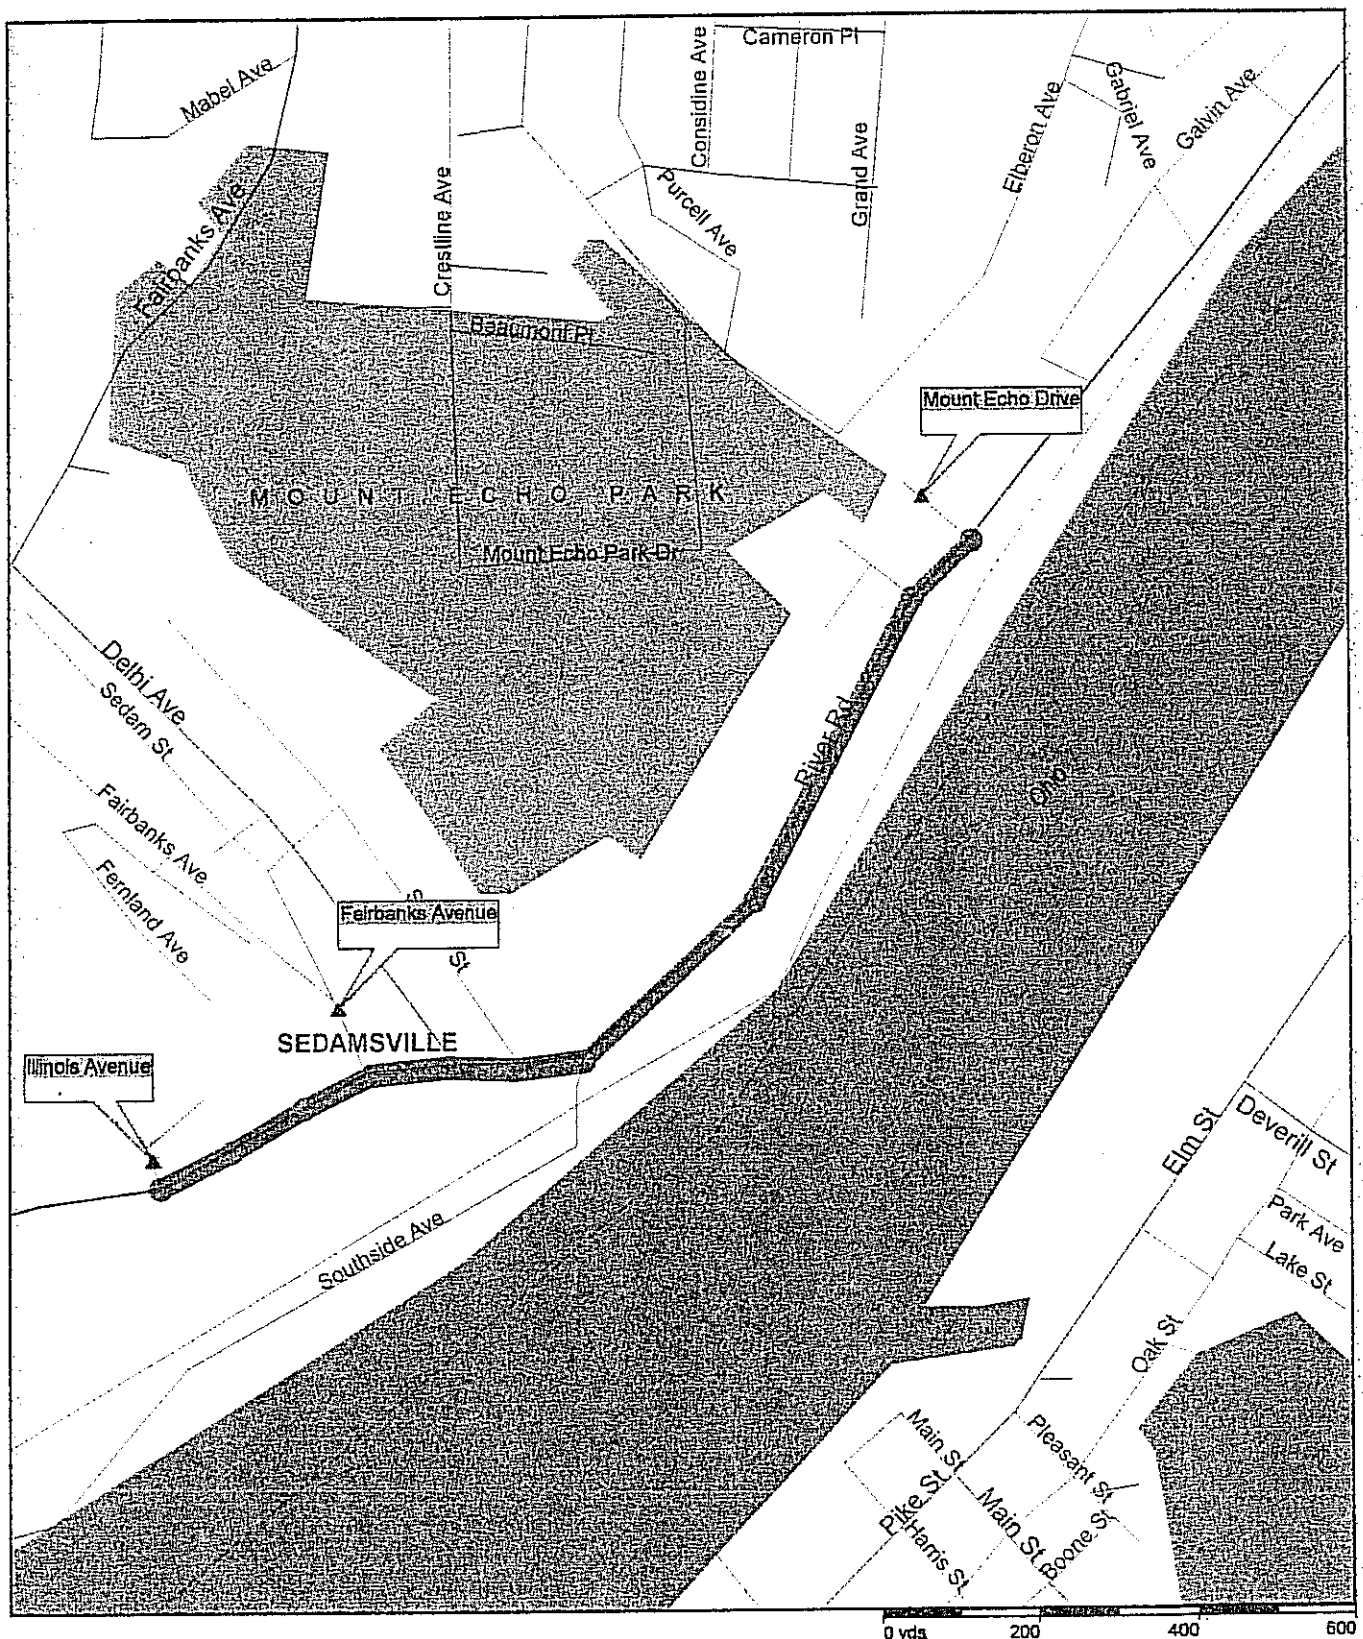 Cameron Pl
Mabel Ave
Considine Ave
Elberon Ave
Gabriel Ave
Galvin Ave
Grand Ave
Purcell Ave
Crestline Ave
Fairbanks Ave
Beaumont Pl
Mount Echo Drive
MOUNT ECHO PARK
Mount Echo Park Dr
Delhi Ave
Sedam St
River Rd
Fairbanks Ave
Fernland Ave
Fairbanks Avenue
St
SEDAMSVILLE
Illinois Avenue
Southside Ave
Elm St
Deverill St
Park Ave
Lake St
Oak St
Main St
Pleasant St
Pike St
Main St
Harris St
Boone St
0 yds 200 400 600